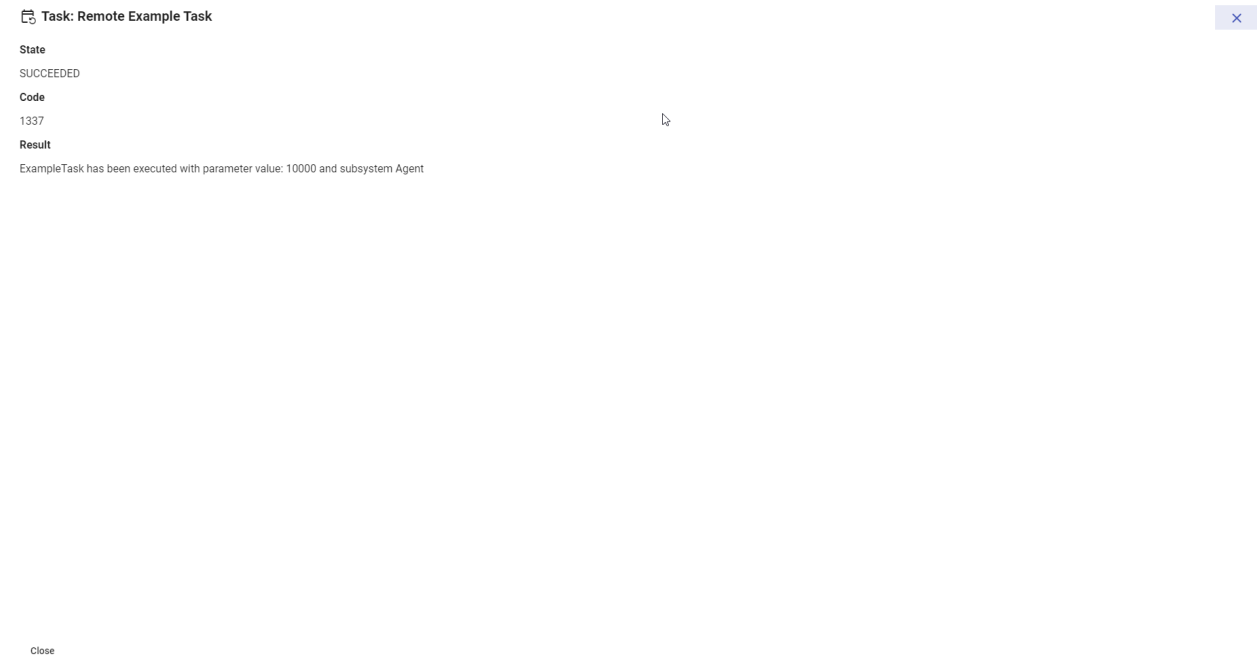 Task: Remote Example Task
State
SUCCEEDED
Code
1337
Result
ExampleTask has been executed with parameter value: 10000 and subsystem Agent
Close